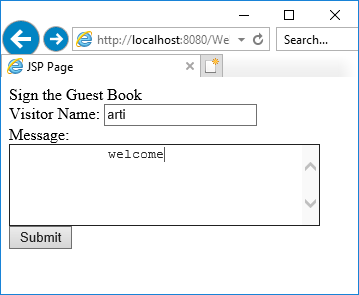 http://localhost:8080/We
Search...
JSP Page
Sign the Guest Book
Visitor Name: arti
Message:
welcome
Submit